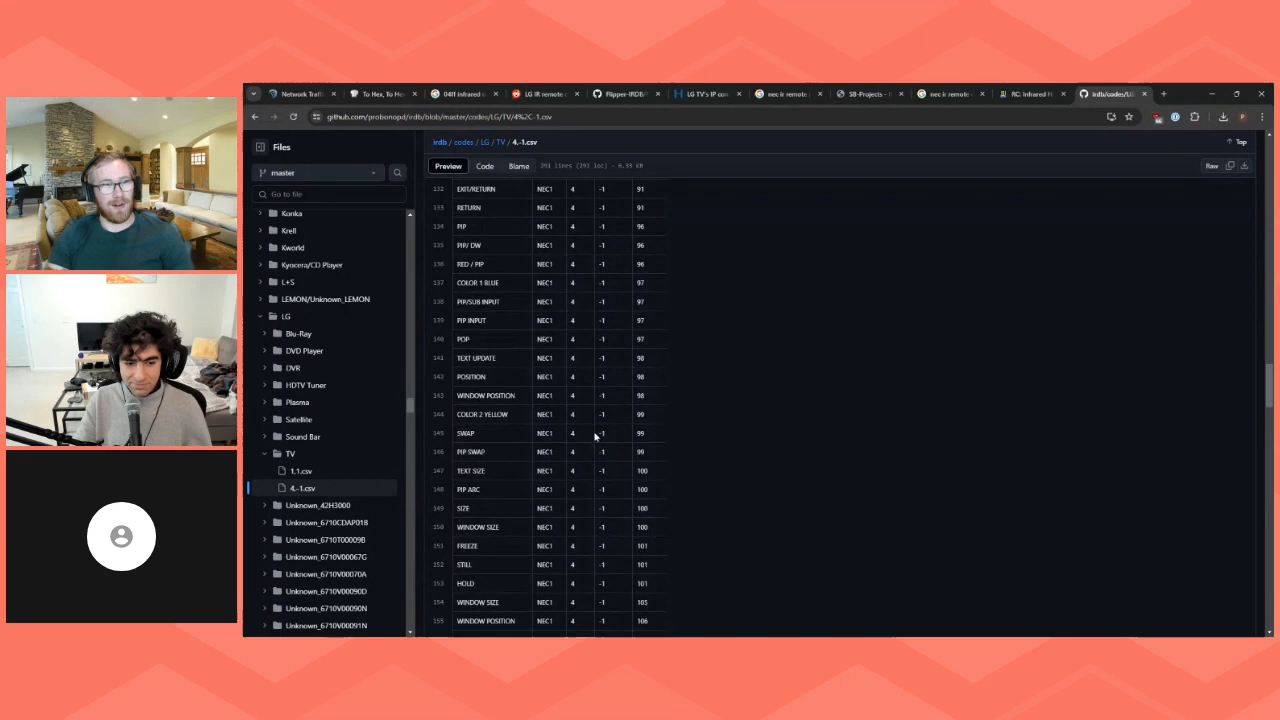 Network Traff
To Hex, To He
04ff infrared u
LG IR remote
Flipper-IRDB/
LG TV's IP con
nec ir remote
SB-Projects - I
nec ir remote
RC: Infrared H
irdb/codes/LG
github.com/probonopd/irdb/blob/master/codes/LG/TV/4%2C-1.csv
Files
irdb / codes / LG / TV / 4,-1.csv
Top
master
Preview Code Blame 291 lines (291 loc) · 6.33 KB
Raw
Go to file
Konka
Krell
Kworld
Kyocera/CD Player
L+S
LEMON/Unknown_LEMON
LG
Blu-Ray
DVD Player
DVR
HDTV Tuner
Plasma
Satellite
Sound Bar
TV
1,1.csv
4,-1.csv
Unknown_42H3000
Unknown_6710CDAP01B
Unknown_6710T00009B
Unknown_6710V00067G
Unknown_6710V00070A
Unknown_6710V00090D
Unknown_6710V00090N
Unknown_6710V00091N
132 EXIT/RETURN NEC1 4 -1 91
133 RETURN NEC1 4 -1 91
134 PIP NEC1 4 -1 96
135 PIP/ DW NEC1 4 -1 96
136 RED / PIP NEC1 4 -1 96
137 COLOR 1 BLUE NEC1 4 -1 97
138 PIP/SUB INPUT NEC1 4 -1 97
139 PIP INPUT NEC1 4 -1 97
140 POP NEC1 4 -1 97
141 TEXT UPDATE NEC1 4 -1 98
142 POSITION NEC1 4 -1 98
143 WINDOW POSITION NEC1 4 -1 98
144 COLOR 2 YELLOW NEC1 4 -1 99
145 SWAP NEC1 4 -1 99
146 PIP SWAP NEC1 4 -1 99
147 TEXT SIZE NEC1 4 -1 100
148 PIP ARC NEC1 4 -1 100
149 SIZE NEC1 4 -1 100
150 WINDOW SIZE NEC1 4 -1 100
151 FREEZE NEC1 4 -1 101
152 STILL NEC1 4 -1 101
153 HOLD NEC1 4 -1 101
154 WINDOW SIZE NEC1 4 -1 105
155 WINDOW POSITION NEC1 4 -1 106